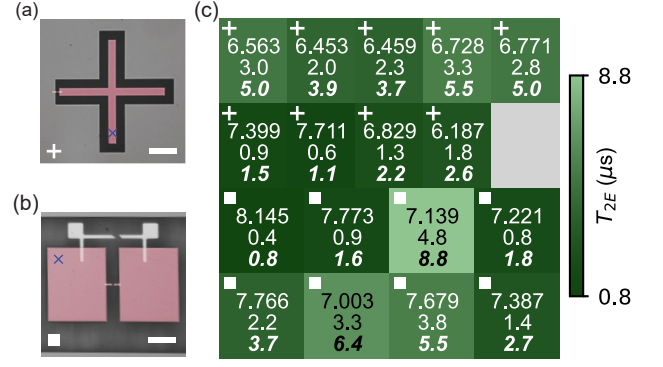 (a)
(b)
(c)
6.563 6.453 6.459 6.728 6.771
3.0 2.0 2.3 3.3 2.8
5.0 3.9 3.7 5.5 5.0
7.399 7.711 6.829 6.187
0.9 0.6 1.3 1.8
1.5 1.1 2.2 2.6
8.145 7.773 7.139 7.221
0.4 0.9 4.8 0.8
0.8 1.6 8.8 1.8
7.766 7.003 7.679 7.387
2.2 3.3 3.8 1.4
3.7 6.4 5.5 2.7
8.8
T2E (μs)
0.8